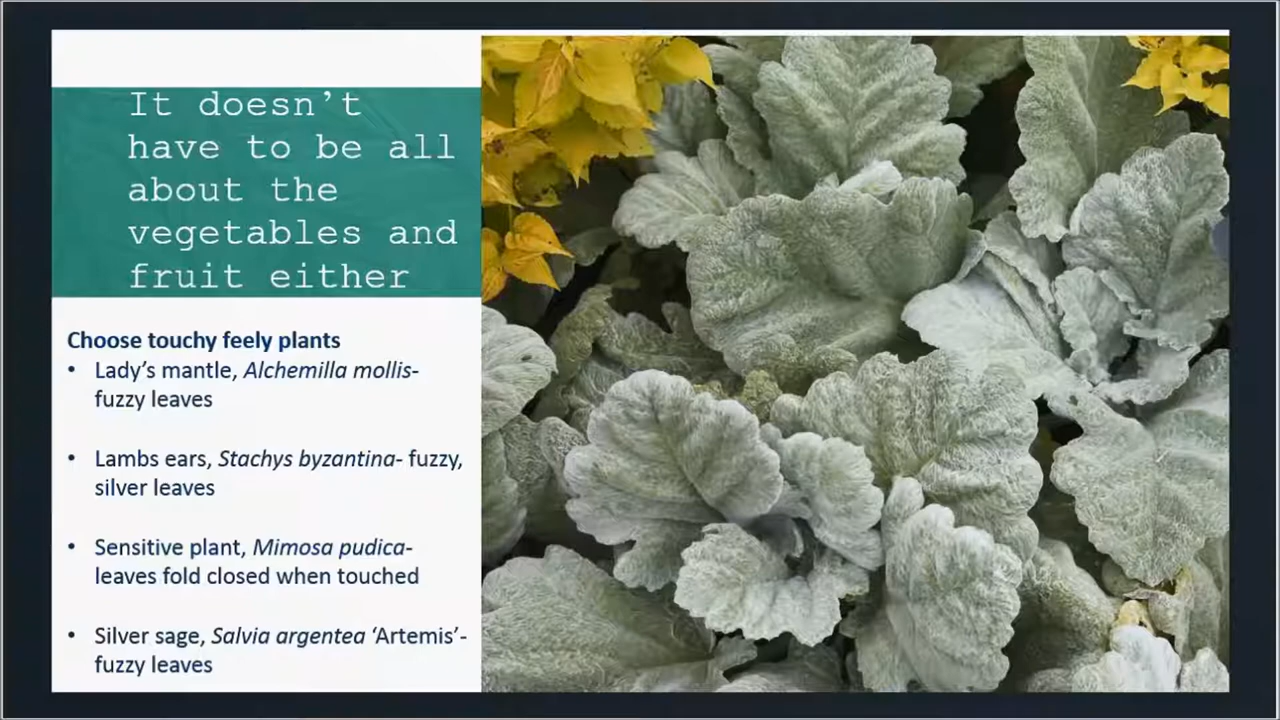 It doesn’t
have to be all
about the
vegetables and
fruit either
Choose touchy feely plants
• Lady’s mantle, Alchemilla mollis-
fuzzy leaves
• Lambs ears, Stachys byzantina- fuzzy,
silver leaves
• Sensitive plant, Mimosa pudica-
leaves fold closed when touched
• Silver sage, Salvia argentea ‘Artemis’-
fuzzy leaves